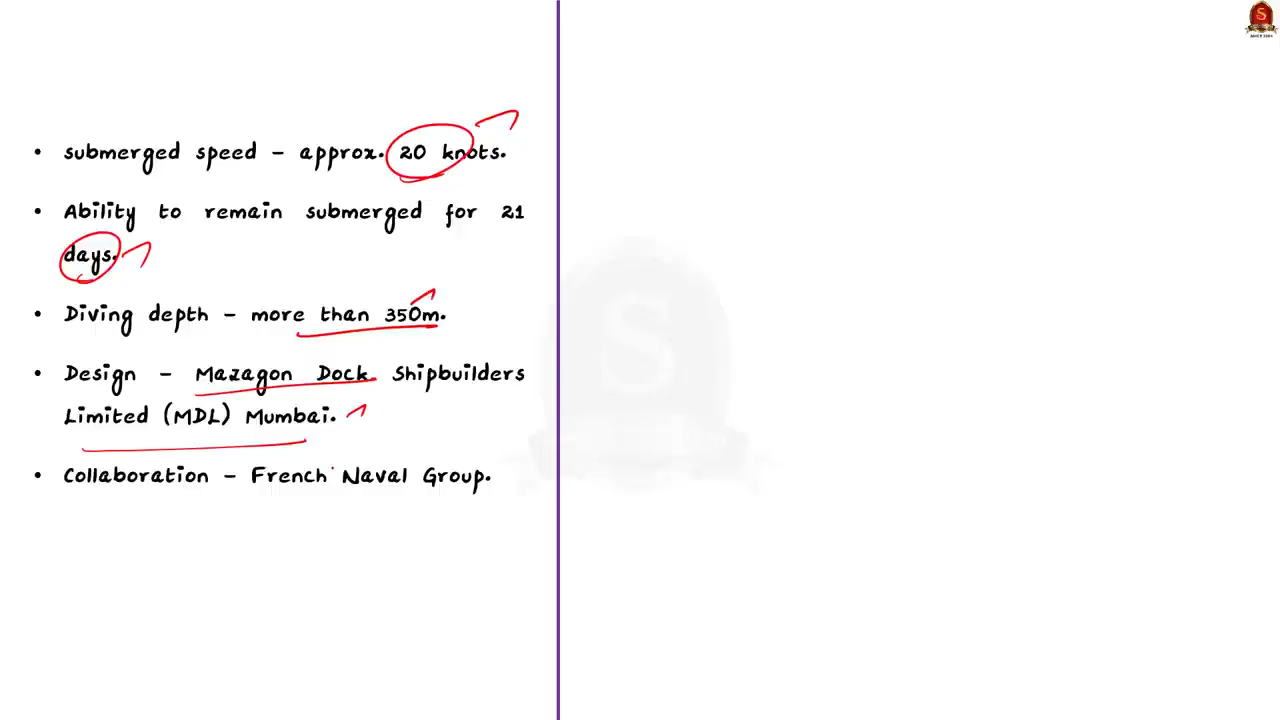 • submerged speed – approx. 20 knots.
• Ability to remain submerged for 21
days.
• Diving depth – more than 350m.
• Design – Mazagon Dock Shipbuilders
Limited (MDL) Mumbai.
• Collaboration – French Naval Group.
S
S